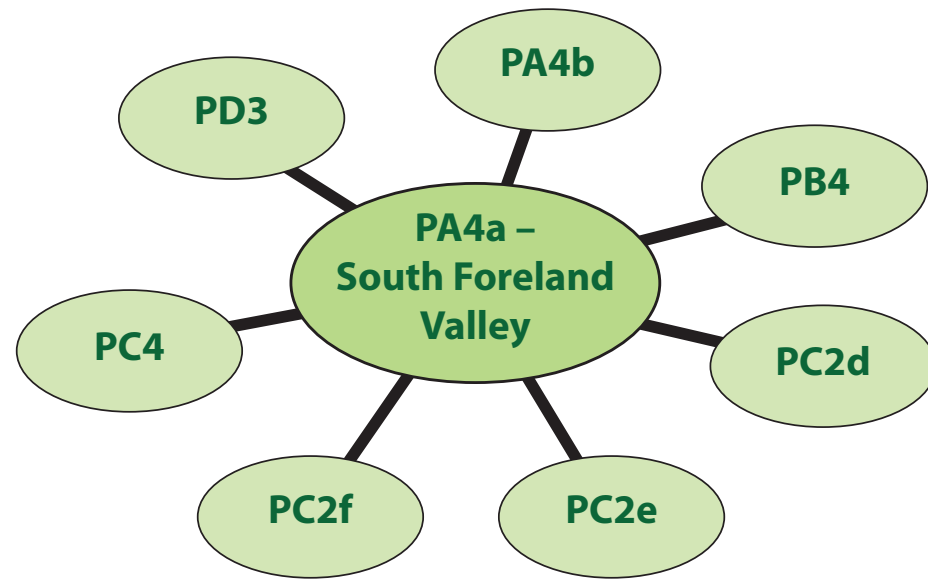 PA4b
PD3
PB4
PA4a –
South Foreland
Valley
PC4
PC2d
PC2f
PC2e